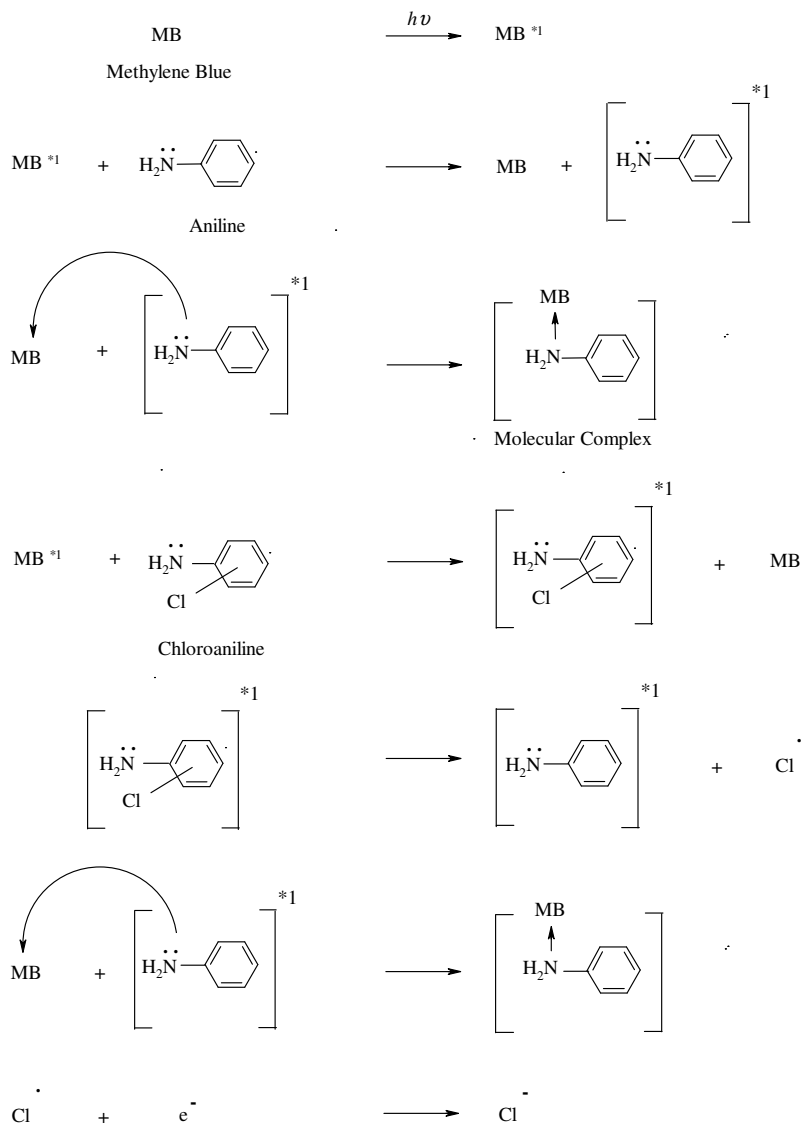 MB hυ MB *1
Methylene Blue
MB *1 + H2N MB + H2N *1
Aniline
MB + H2N *1 MB H2N
Molecular Complex
MB *1 + H2N Cl H2N Cl *1 + MB
Chloroaniline
H2N Cl *1 H2N *1 + Cl•
MB + H2N *1 MB H2N
Cl• + e- Cl-